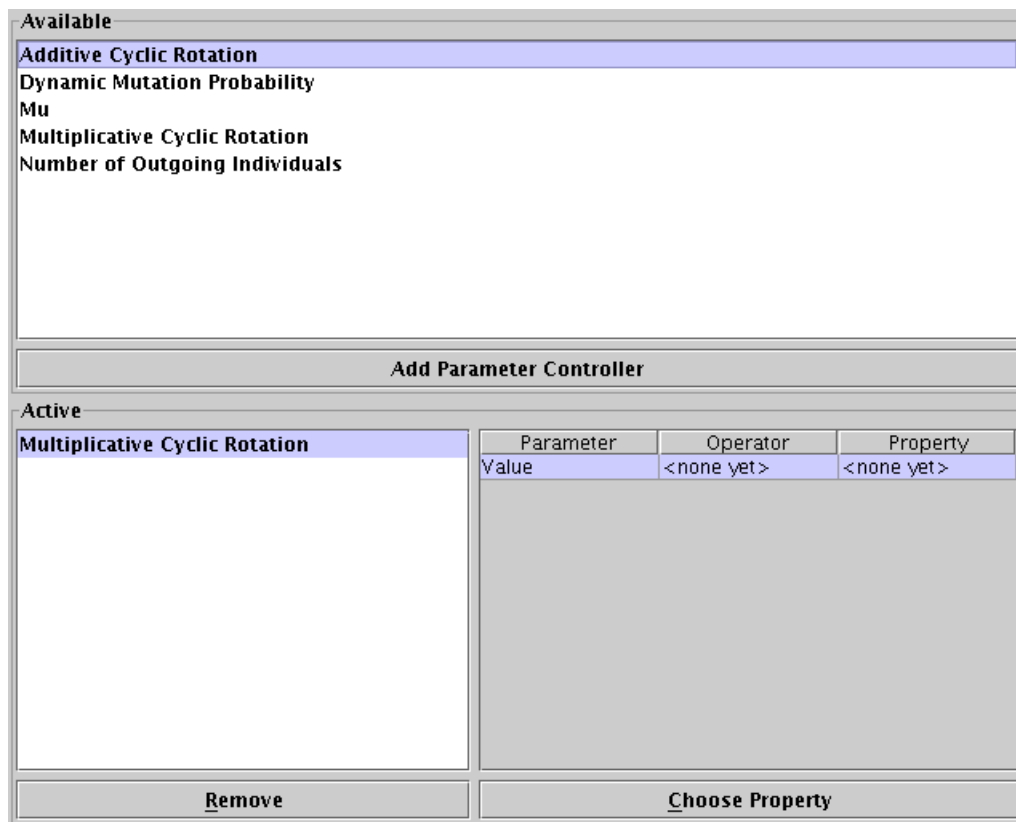 Available
Additive Cyclic Rotation
Dynamic Mutation Probability
Mu
Multiplicative Cyclic Rotation
Number of Outgoing Individuals
Add Parameter Controller
Active
Multiplicative Cyclic Rotation
Parameter Operator Property
Value <none yet> <none yet>
Remove
Choose Property